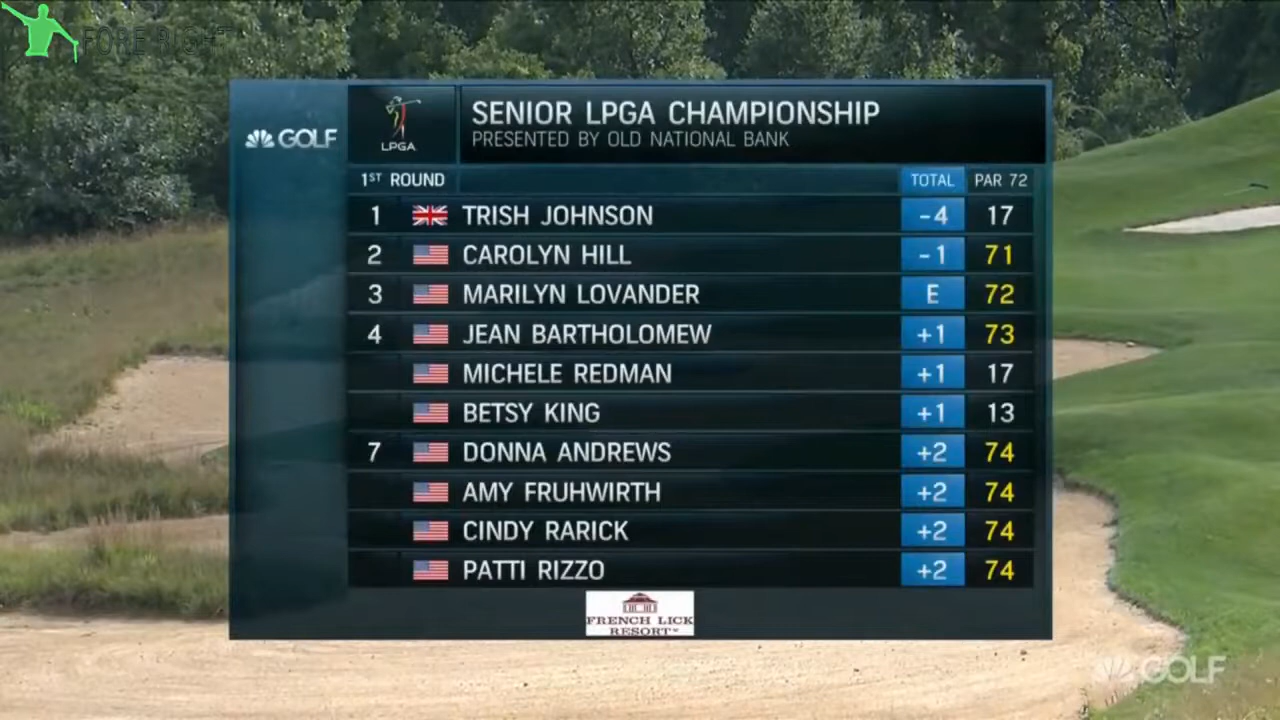 FORE RIGHT
GOLF
LPGA
SENIOR LPGA CHAMPIONSHIP
PRESENTED BY OLD NATIONAL BANK
1ST ROUND TOTAL PAR 72
1 TRISH JOHNSON -4 17
2 CAROLYN HILL -1 71
3 MARILYN LOVANDER E 72
4 JEAN BARTHOLOMEW +1 73
MICHELE REDMAN +1 17
BETSY KING +1 13
7 DONNA ANDREWS +2 74
AMY FRUHWIRTH +2 74
CINDY RARICK +2 74
PATTI RIZZO +2 74
FRENCH LICK
RESORT™
GOLF